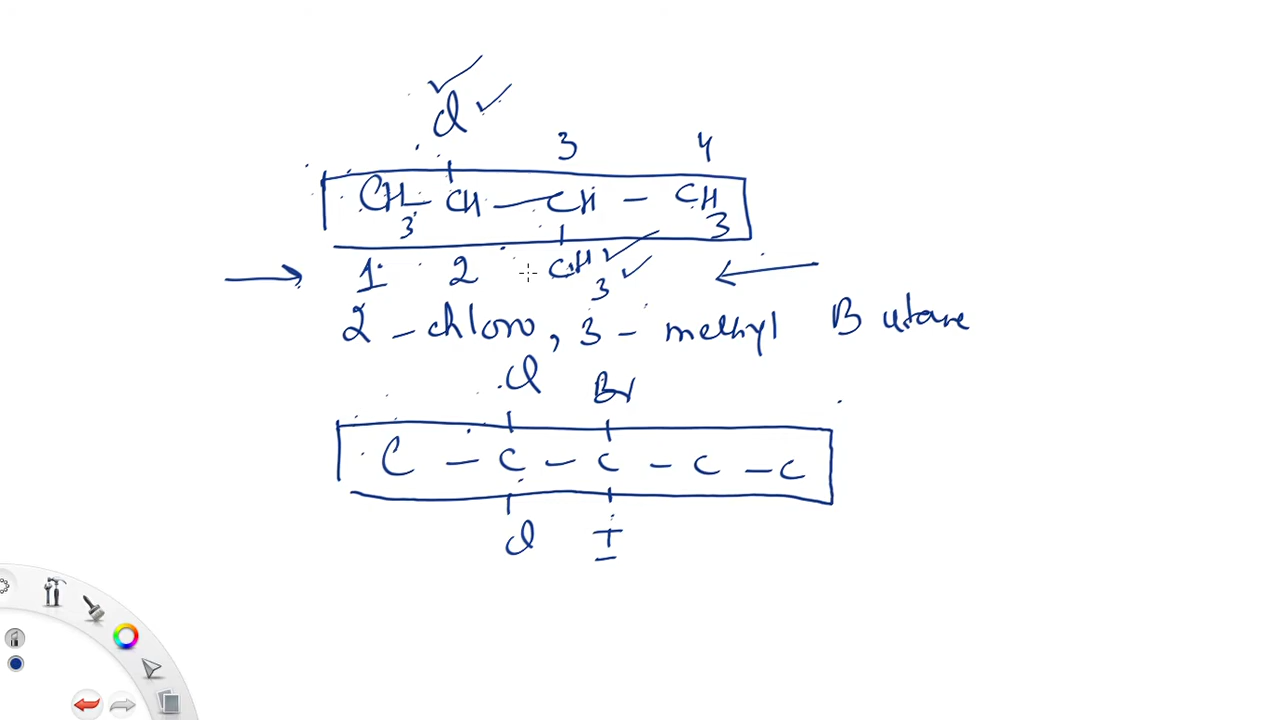 Cl
3 4
CH3 - CH - CH - CH3
1 2 CH3
2 - chloro, 3 - methyl Butane
Cl Br
C - C - C - C - C
Cl I